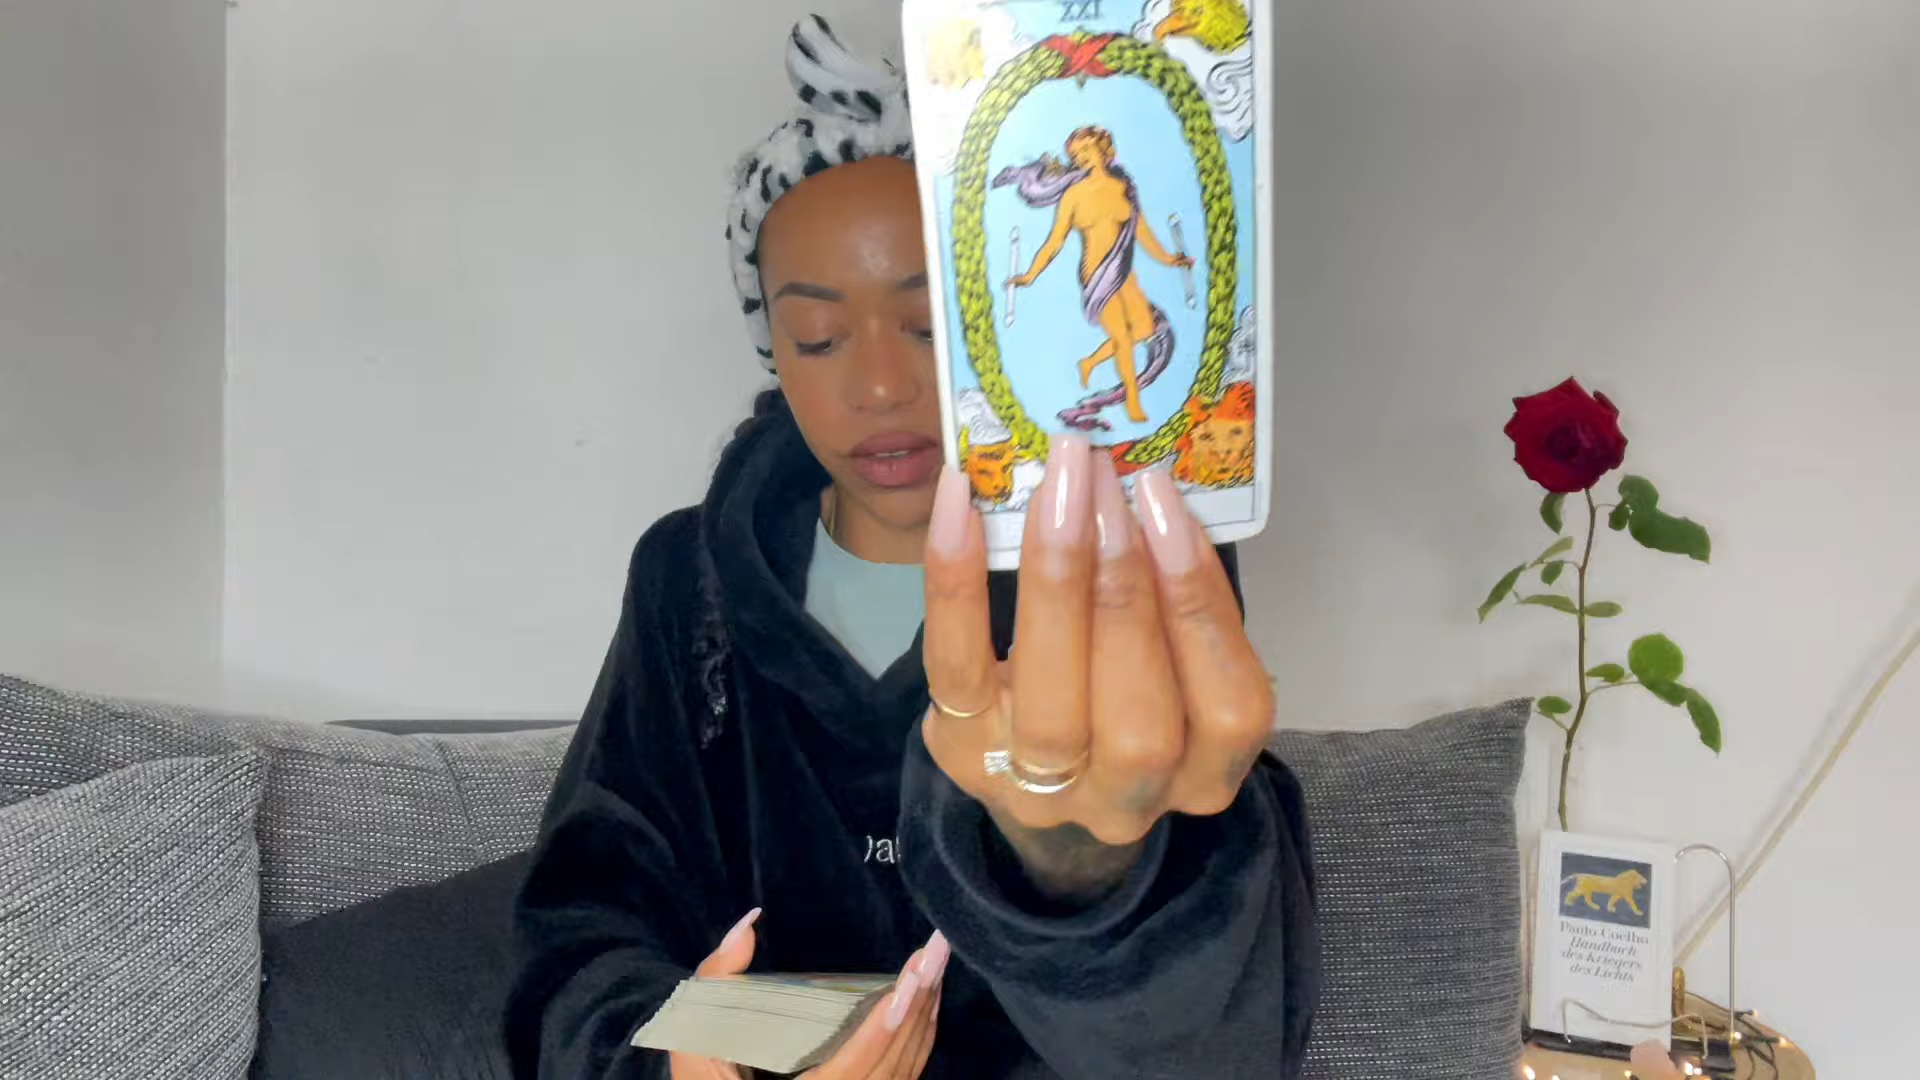 XXI
Paulo Coelho
Handbuch
des Kriegers
des Lichts